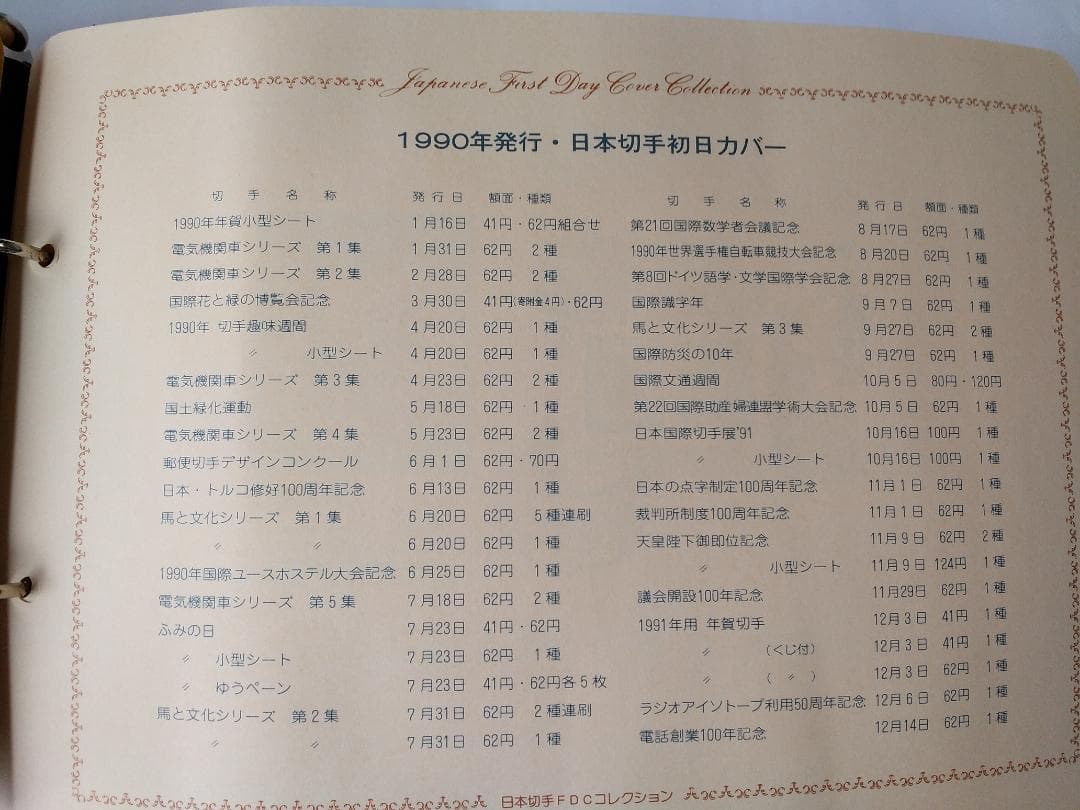 Japanese First Day Cover Collection
1990年発行・日本切手初日カバー
切手名称 発行日 額面・種類
1990年年賀小型シート 1月16日 41円・62円組合せ
電気機関車シリーズ 第1集 1月31日 62円 2種
電気機関車シリーズ 第2集 2月28日 62円 2種
国際花と緑の博覧会記念 3月30日 41円(寄附金4円)・62円
1990年 切手趣味週間 4月20日 62円 1種
〃 小型シート 4月20日 62円 1種
電気機関車シリーズ 第3集 4月23日 62円 2種
国土緑化運動 5月18日 62円 1種
電気機関車シリーズ 第4集 5月23日 62円 2種
郵便切手デザインコンクール 6月1日 62円・70円
日本・トルコ修好100周年記念 6月13日 62円 1種
馬と文化シリーズ 第1集 6月20日 62円 5種連刷
〃 〃 6月20日 62円 1種
1990年国際ユースホステル大会記念 6月25日 62円 1種
電気機関車シリーズ 第5集 7月18日 62円 2種
ふみの日 7月23日 41円・62円
〃 小型シート 7月23日 62円 1種
〃 ゆうペーン 7月23日 41円・62円各5枚
馬と文化シリーズ 第2集 7月31日 62円 2種連刷
〃 〃 7月31日 62円 1種
切手名称 発行日 額面・種類
第21回国際数学者会議記念 8月17日 62円 1種
1990年世界選手権自転車競技大会記念 8月20日 62円 1種
第8回ドイツ語学・文学国際学会記念 8月27日 62円 1種
国際識字年 9月7日 62円 1種
馬と文化シリーズ 第3集 9月27日 62円 2種
国際防災の10年 9月27日 62円 1種
国際文通週間 10月5日 80円・120円
第22回国際助産婦連盟学術大会記念 10月5日 62円 1種
日本国際切手展'91 10月16日 100円 1種
〃 小型シート 10月16日 100円 1種
日本の点字制定100周年記念 11月1日 62円 1種
裁判所制度100周年記念 11月1日 62円 1種
天皇陛下御即位記念 11月9日 62円 2種
〃 小型シート 11月9日 124円 1種
議会開設100年記念 11月29日 62円 1種
1991年用 年賀切手 12月3日 41円 1種
〃 (くじ付) 12月3日 41円 1種
〃 (〃) 12月3日 62円 1種
ラジオアイソトープ利用50周年記念 12月6日 62円 1種
電話創業100年記念 12月14日 62円 1種
日本切手FDCコレクション